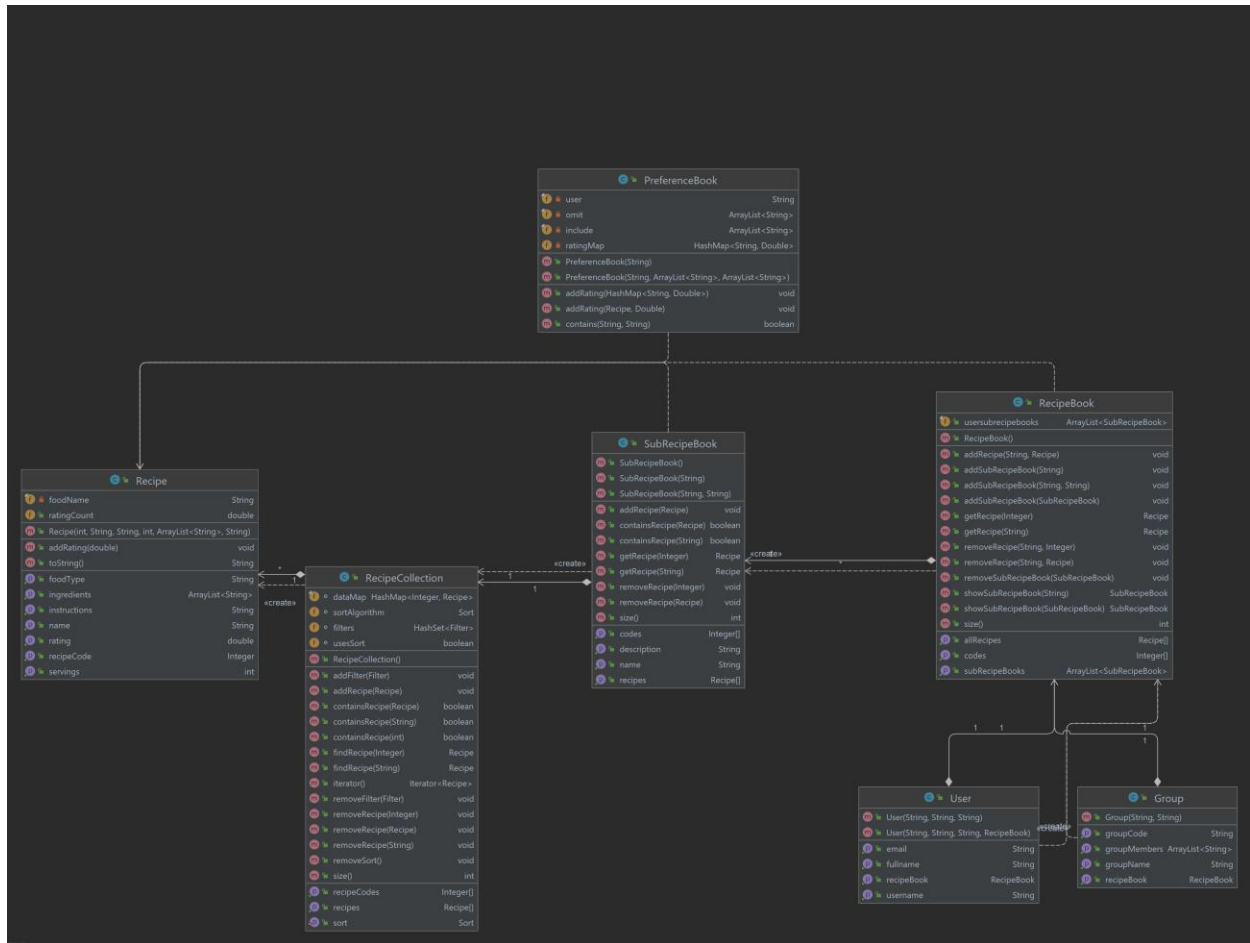 PreferenceBook
user String
omit ArrayList<String>
include ArrayList<String>
ratingMap HashMap<String, Double>
PreferenceBook(String)
PreferenceBook(String, ArrayList<String>, ArrayList<String>)
addRating(HashMap<String, Double>) void
addRating(Recipe, Double) void
contains(String, String) boolean
RecipeBook
usersubrecipebooks ArrayList<SubRecipeBook>
RecipeBook()
addRecipe(String, Recipe) void
addSubRecipeBook(String) void
addSubRecipeBook(String, String) void
addSubRecipeBook(SubRecipeBook) void
getRecipe(Integer) Recipe
getRecipe(String) Recipe
removeRecipe(String, Integer) void
removeRecipe(String, Recipe) void
removeSubRecipeBook(SubRecipeBook) void
showSubRecipeBook(String) SubRecipeBook
showSubRecipeBook(SubRecipeBook) SubRecipeBook
size() int
allRecipes Recipe[]
codes Integer[]
subRecipeBooks ArrayList<SubRecipeBook>
SubRecipeBook
SubRecipeBook()
SubRecipeBook(String)
SubRecipeBook(String, String)
addRecipe(Recipe) void
containsRecipe(Recipe) boolean
containsRecipe(String) boolean
getRecipe(Integer) Recipe
getRecipe(String) Recipe
removeRecipe(Integer) void
removeRecipe(Recipe) void
size() int
codes Integer[]
description String
name String
recipes Recipe[]
«create»
*
Recipe
foodName String
ratingCount double
Recipe(int, String, String, int, ArrayList<String>, String)
addRating(double) void
toString() String
foodType String
ingredients ArrayList<String>
instructions String
name String
rating double
recipeCode Integer
servings int
*
1
«create»
«create»
1
1
RecipeCollection
dataMap HashMap<Integer, Recipe>
sortAlgorithm Sort
filters HashSet<Filter>
usesSort boolean
RecipeCollection()
addFilter(Filter) void
addRecipe(Recipe) void
containsRecipe(Recipe) boolean
containsRecipe(String) boolean
containsRecipe(int) boolean
findRecipe(Integer) Recipe
findRecipe(String) Recipe
iterator() Iterator<Recipe>
removeFilter(Filter) void
removeRecipe(Integer) void
removeRecipe(Recipe) void
removeRecipe(String) void
removeSort() void
size() int
recipeCodes Integer[]
recipes Recipe[]
sort Sort
1 1 1
1
User
User(String, String, String)
User(String, String, String, RecipeBook)
email String
fullname String
recipeBook RecipeBook
username String
«create»
Group
Group(String, String)
groupCode String
groupMembers ArrayList<String>
groupName String
recipeBook RecipeBook